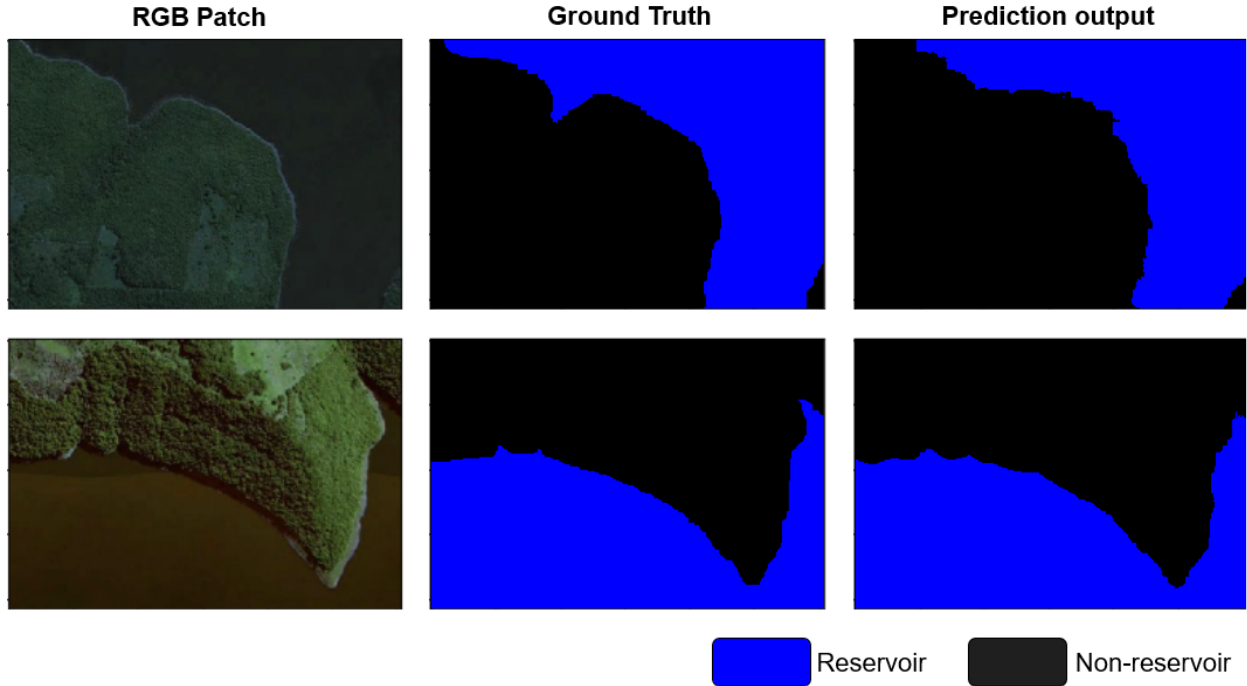 RGB Patch
Ground Truth
Prediction output
Reservoir
Non-reservoir